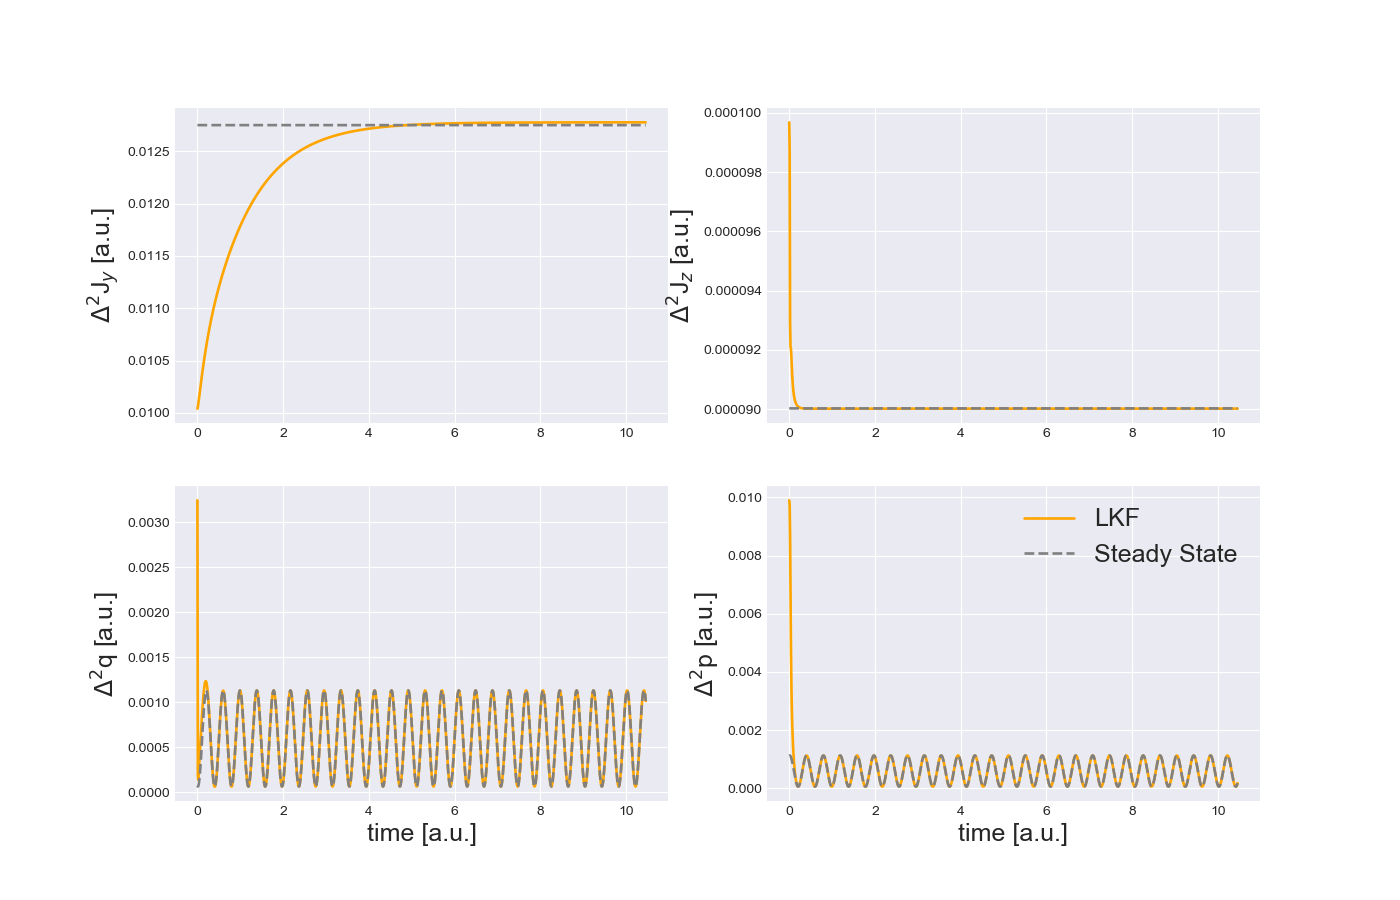 Δ²Jy [a.u.]
0.0125
0.0120
0.0115
0.0110
0.0105
0.0100
0 2 4 6 8 10
Δ²Jz [a.u.]
0.000100
0.000098
0.000096
0.000094
0.000092
0.000090
0 2 4 6 8 10
Δ²q [a.u.]
0.0030
0.0025
0.0020
0.0015
0.0010
0.0005
0.0000
0 2 4 6 8 10
time [a.u.]
Δ²p [a.u.]
0.010
0.008
0.006
0.004
0.002
0.000
LKF
Steady State
0 2 4 6 8 10
time [a.u.]